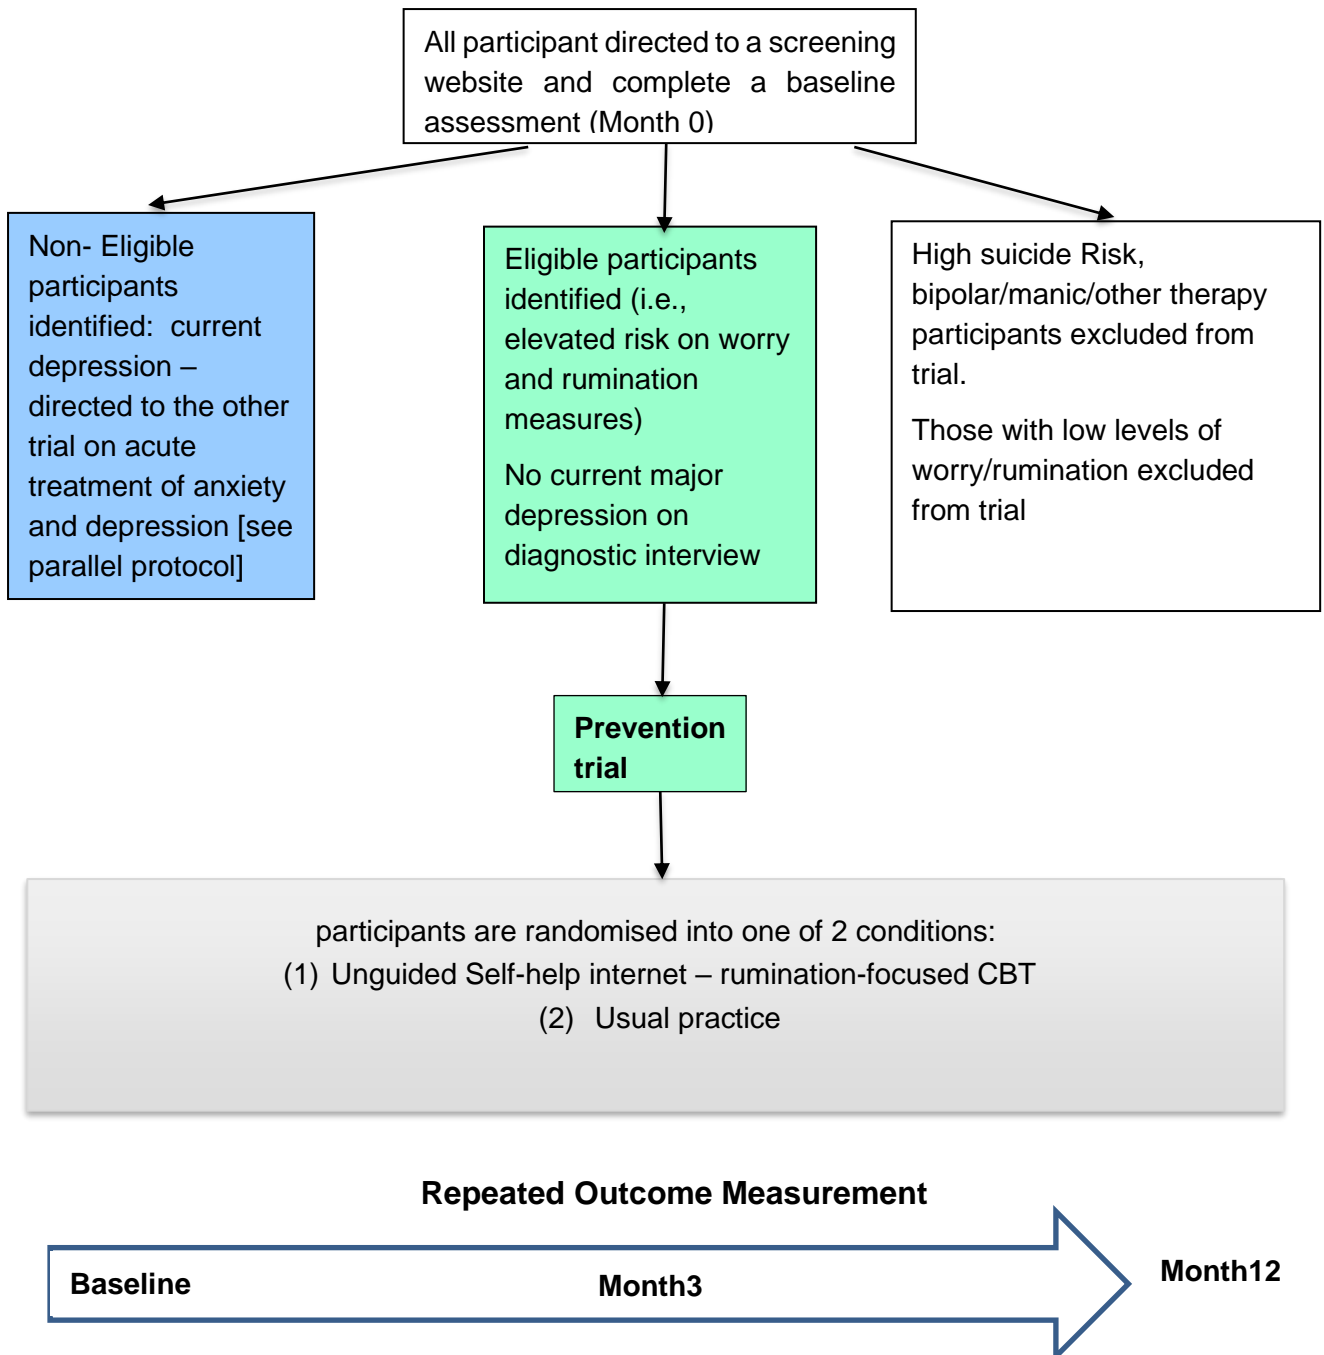 All participant directed to a screening
website and complete a baseline
assessment (Month 0)
Non- Eligible
participants
identified: current
depression –
directed to the other
trial on acute
treatment of anxiety
and depression [see
parallel protocol]
Eligible participants
identified (i.e.,
elevated risk on worry
and rumination
measures)
No current major
depression on
diagnostic interview
High suicide Risk,
bipolar/manic/other therapy
participants excluded from
trial.
Those with low levels of
worry/rumination excluded
from trial
Prevention
trial
participants are randomised into one of 2 conditions:
(1) Unguided Self-help internet – rumination-focused CBT
(2) Usual practice
Repeated Outcome Measurement
Baseline
Month3
Month12